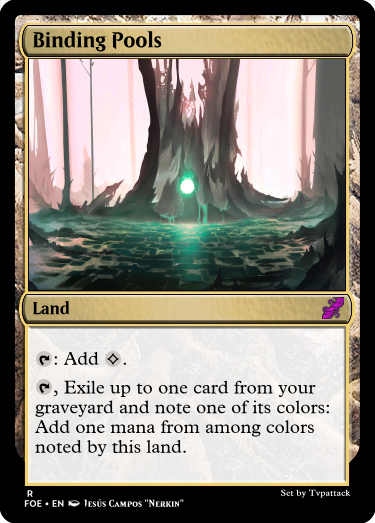 Binding Pools
Land
: Add .
, Exile up to one card from your
graveyard and note one of its colors:
Add one mana from among colors
noted by this land.
R
FOE • EN Jesús Campos "Nerkin"
Set by Tvpattack